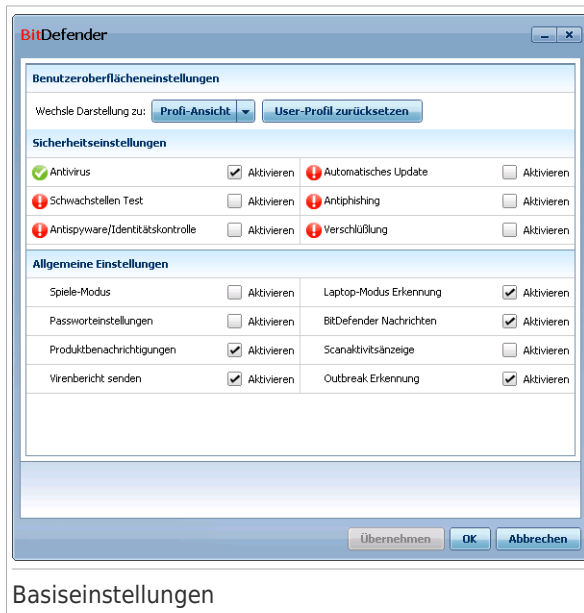 BitDefender
Benutzeroberflächeneinstellungen
Wechsle Darstellung zu: Profi-Ansicht User-Profil zurücksetzen
Sicherheitseinstellungen
Antivirus Aktivieren Automatisches Update Aktivieren
Schwachstellen Test Aktivieren Antiphishing Aktivieren
Antispyware/Identitätskontrolle Aktivieren Verschlüßlung Aktivieren
Allgemeine Einstellungen
Spiele-Modus Aktivieren Laptop-Modus Erkennung Aktivieren
Passworteinstellungen Aktivieren BitDefender Nachrichten Aktivieren
Produktbenachrichtigungen Aktivieren Scanaktivitsänzeige Aktivieren
Virenbericht senden Aktivieren Outbreak Erkennung Aktivieren
Übernehmen OK Abbrechen
Basiseinstellungen